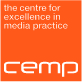 the centre for
excellence in
media practice
cemp